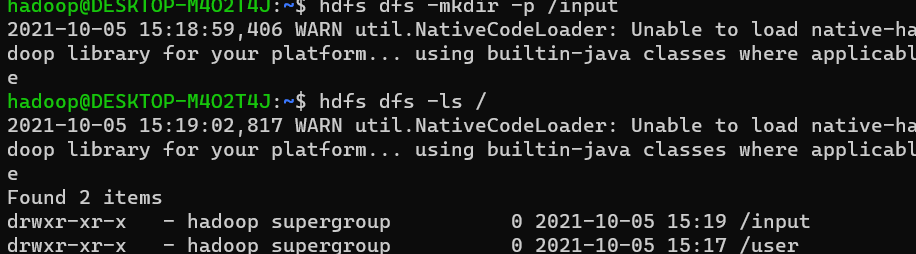 hadoop@DESKTOP-M4O2T4J:~$ hdfs dfs -mkdir -p /input
2021-10-05 15:18:59,406 WARN util.NativeCodeLoader: Unable to load native-ha
doop library for your platform... using builtin-java classes where applicabl
e
hadoop@DESKTOP-M4O2T4J:~$ hdfs dfs -ls /
2021-10-05 15:19:02,817 WARN util.NativeCodeLoader: Unable to load native-ha
doop library for your platform... using builtin-java classes where applicabl
e
Found 2 items
drwxr-xr-x   - hadoop supergroup          0 2021-10-05 15:19 /input
drwxr-xr-x   - hadoop supergroup          0 2021-10-05 15:17 /user